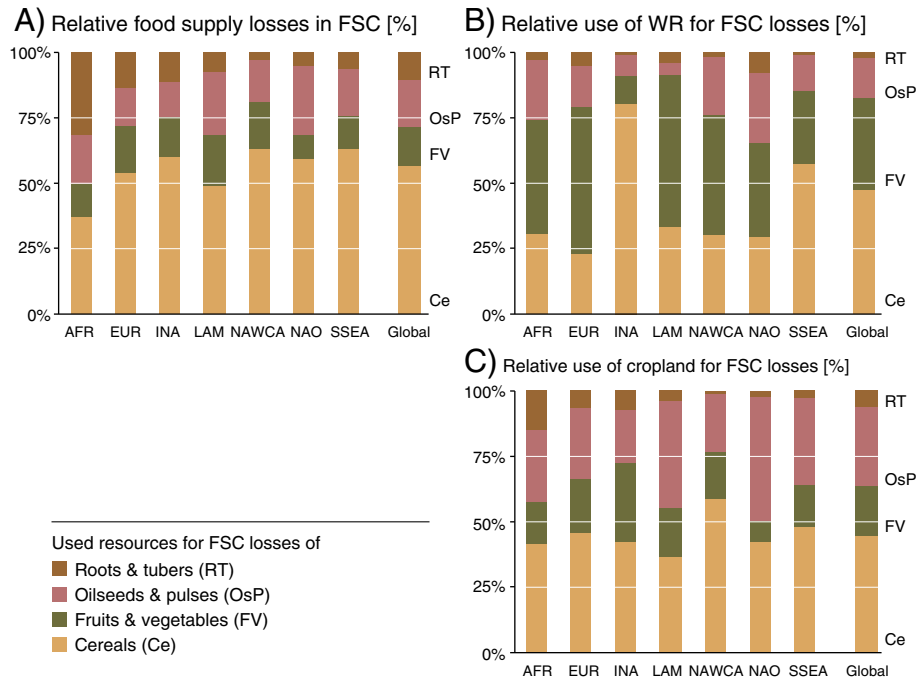 A) Relative food supply losses in FSC [%]
100%
75%
50%
25%
0%
RT
OsP
FV
Ce
AFR EUR INA LAM NAWCA NAO SSEA Global
B) Relative use of WR for FSC losses [%]
100%
75%
50%
25%
0%
RT
OsP
FV
Ce
AFR EUR INA LAM NAWCA NAO SSEA Global
C) Relative use of cropland for FSC losses [%]
100%
75%
50%
25%
0%
RT
OsP
FV
Ce
AFR EUR INA LAM NAWCA NAO SSEA Global
Used resources for FSC losses of
Roots & tubers (RT)
Oilseeds & pulses (OsP)
Fruits & vegetables (FV)
Cereals (Ce)